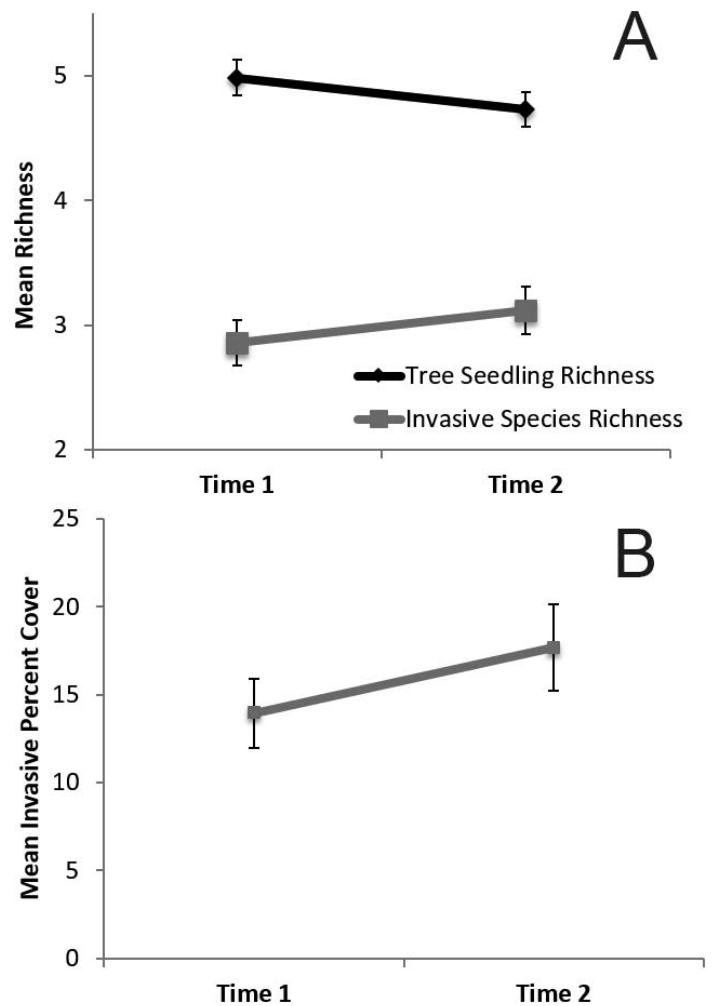 A
5
4
3
2
Mean Richness
Tree Seedling Richness
Invasive Species Richness
Time 1 Time 2
B
25
20
15
10
5
0
Mean Invasive Percent Cover
Time 1 Time 2